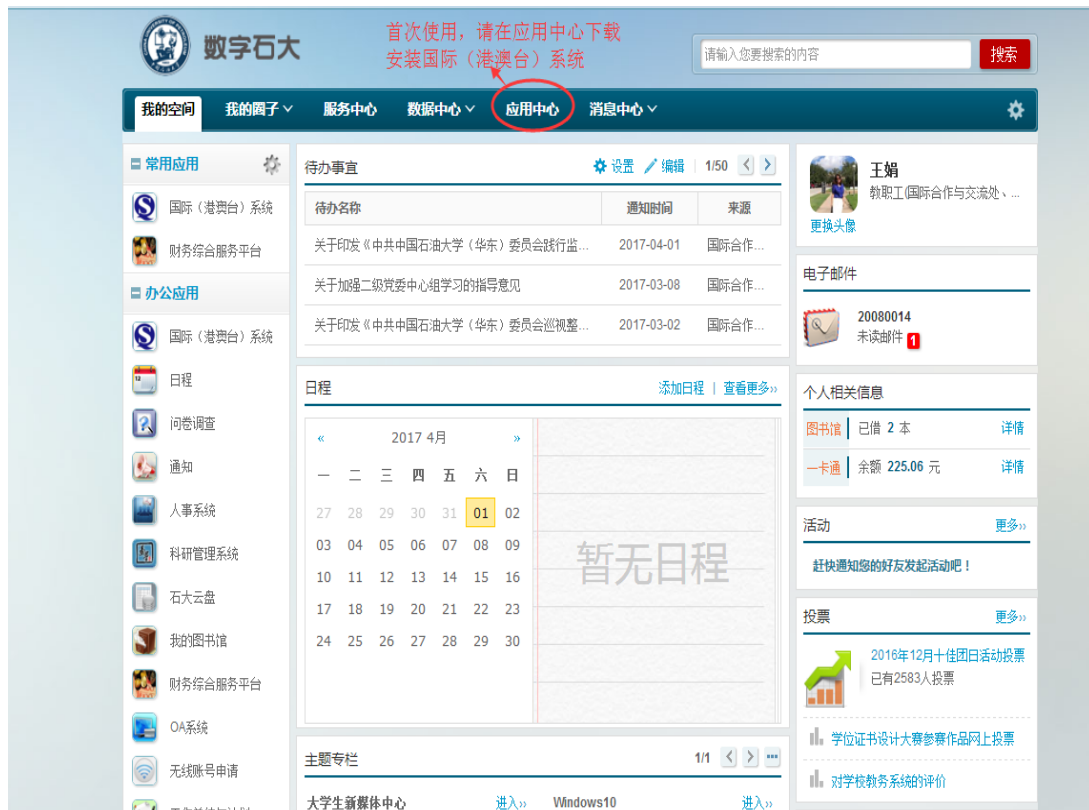 数字石大
首次使用，请在应用中心下载
安装国际（港澳台）系统
请输入您要搜索的内容
搜索
我的空间 我的圈子 服务中心 数据中心 应用中心 消息中心
常用应用
国际（港澳台）系统
财务综合服务平台
办公应用
国际（港澳台）系统
日程
问卷调查
通知
人事系统
科研管理系统
石大云盘
我的图书馆
财务综合服务平台
OA系统
无线账号申请
待办事宜 设置 编辑 1/50
待办名称 通知时间 来源
关于印发《中共中国石油大学（华东）委员会践行监... 2017-04-01 国际合作...
关于加强二级党委中心组学习的指导意见 2017-03-08 国际合作...
关于印发《中共中国石油大学（华东）委员会巡视整... 2017-03-02 国际合作...
日程 添加日程 | 查看更多»
« 2017 4月 »
一 二 三 四 五 六 日
27 28 29 30 31 01 02
03 04 05 06 07 08 09
10 11 12 13 14 15 16
17 18 19 20 21 22 23
24 25 26 27 28 29 30
暂无日程
主题专栏 1/1
大学生新媒体中心 进入» Windows10 进入»
王娟
教职工(国际合作与交流处、...
更换头像
电子邮件
20080014
未读邮件 1
个人相关信息
图书馆 已借 2 本 详情
一卡通 余额 225.06 元 详情
活动 更多»
赶快通知您的好友发起活动吧！
投票 更多»
2016年12月十佳团日活动投票
已有2583人投票
学位证书设计大赛参赛作品网上投票
对学校教务系统的评价